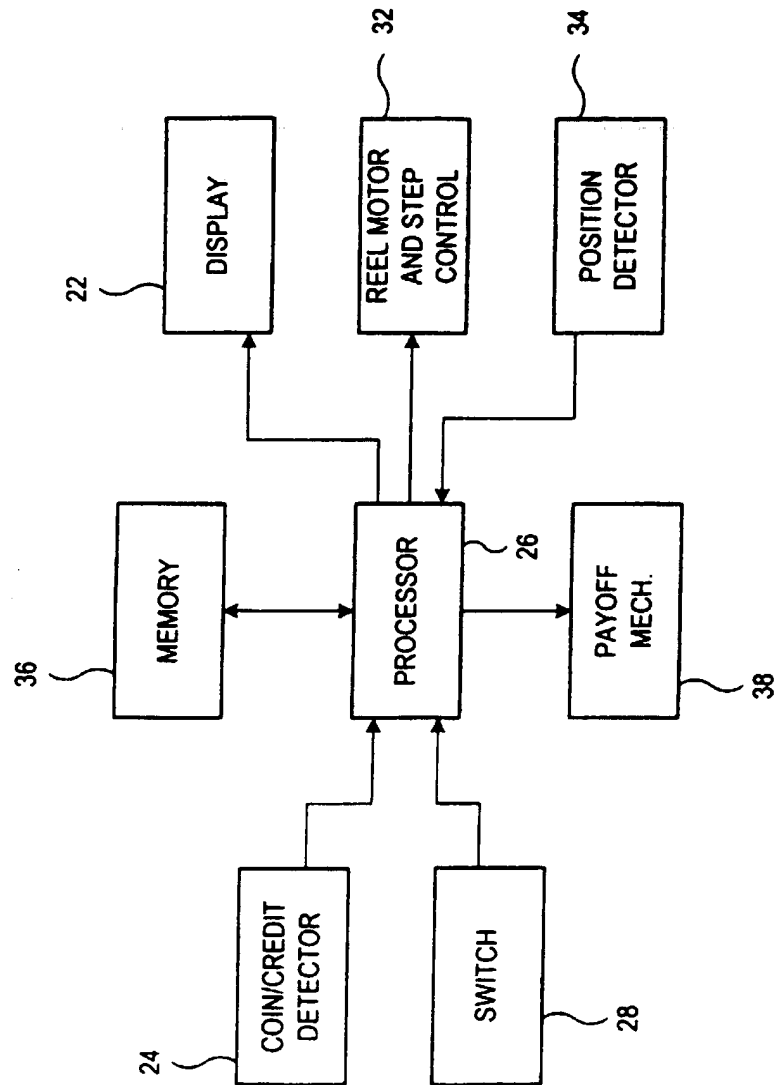 36
MEMORY
22
DISPLAY
24
COIN/CREDIT
DETECTOR
PROCESSOR
26
REEL MOTOR
AND STEP
CONTROL
32
SWITCH
28
PAYOFF
MECH.
38
POSITION
DETECTOR
34